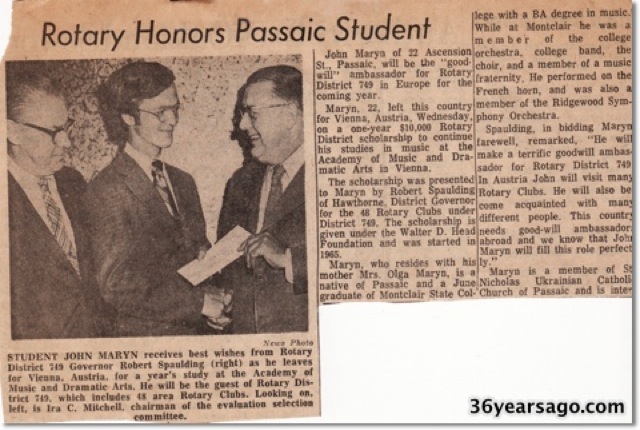 Rotary Honors Passaic Student
News Photo
STUDENT JOHN MARYN receives best wishes from Rotary
District 749 Governor Robert Spaulding (right) as he leaves
for Vienna, Austria, for a year's study at the Academy of
Music and Dramatic Arts. He will be the guest of Rotary Dis-
trict 749, which includes 48 area Rotary Clubs. Looking on,
left, is Ira C. Mitchell, chairman of the evaluation selection
committee.
John Maryn of 22 Ascension
St., Passaic, will be the "good-
will" ambassador for Rotary
District 749 in Europe for the
coming year.
Maryn, 22, left this country
for Vienna, Austria, Wednesday,
on a one-year $10,000 Rotary
District scholarship to continue
his studies in music at the
Academy of Music and Dra-
matic Arts in Vienna.
The scholarship was presented
to Maryn by Robert Spaulding
of Hawthorne, District Governor
for the 48 Rotary Clubs under
District 749. The scholarship is
given under the Walter D. Head
Foundation and was started in
1965.
Maryn, who resides with his
mother Mrs. Olga Maryn, is a
native of Passaic and a June
graduate of Montclair State Col-
lege with a BA degree in music.
While at Montclair he was a
member of the college
orchestra, college band, the
choir, and a member of a music
fraternity. He performed on the
French horn, and was also a
member of the Ridgewood Sym-
phony Orchestra.
Spaulding, in bidding Maryn
farewell, remarked, "He will
make a terrific goodwill ambas-
sador for Rotary District 749.
In Austria John will visit many
Rotary Clubs. He will also be
come acquainted with many
different people. This country
needs good-will ambassador
abroad and we know that John
Maryn will fill this role perfect
ly."
Maryn is a member of St
Nicholas Ukrainian Catholic
Church of Passaic and is inter
36yearsago.com